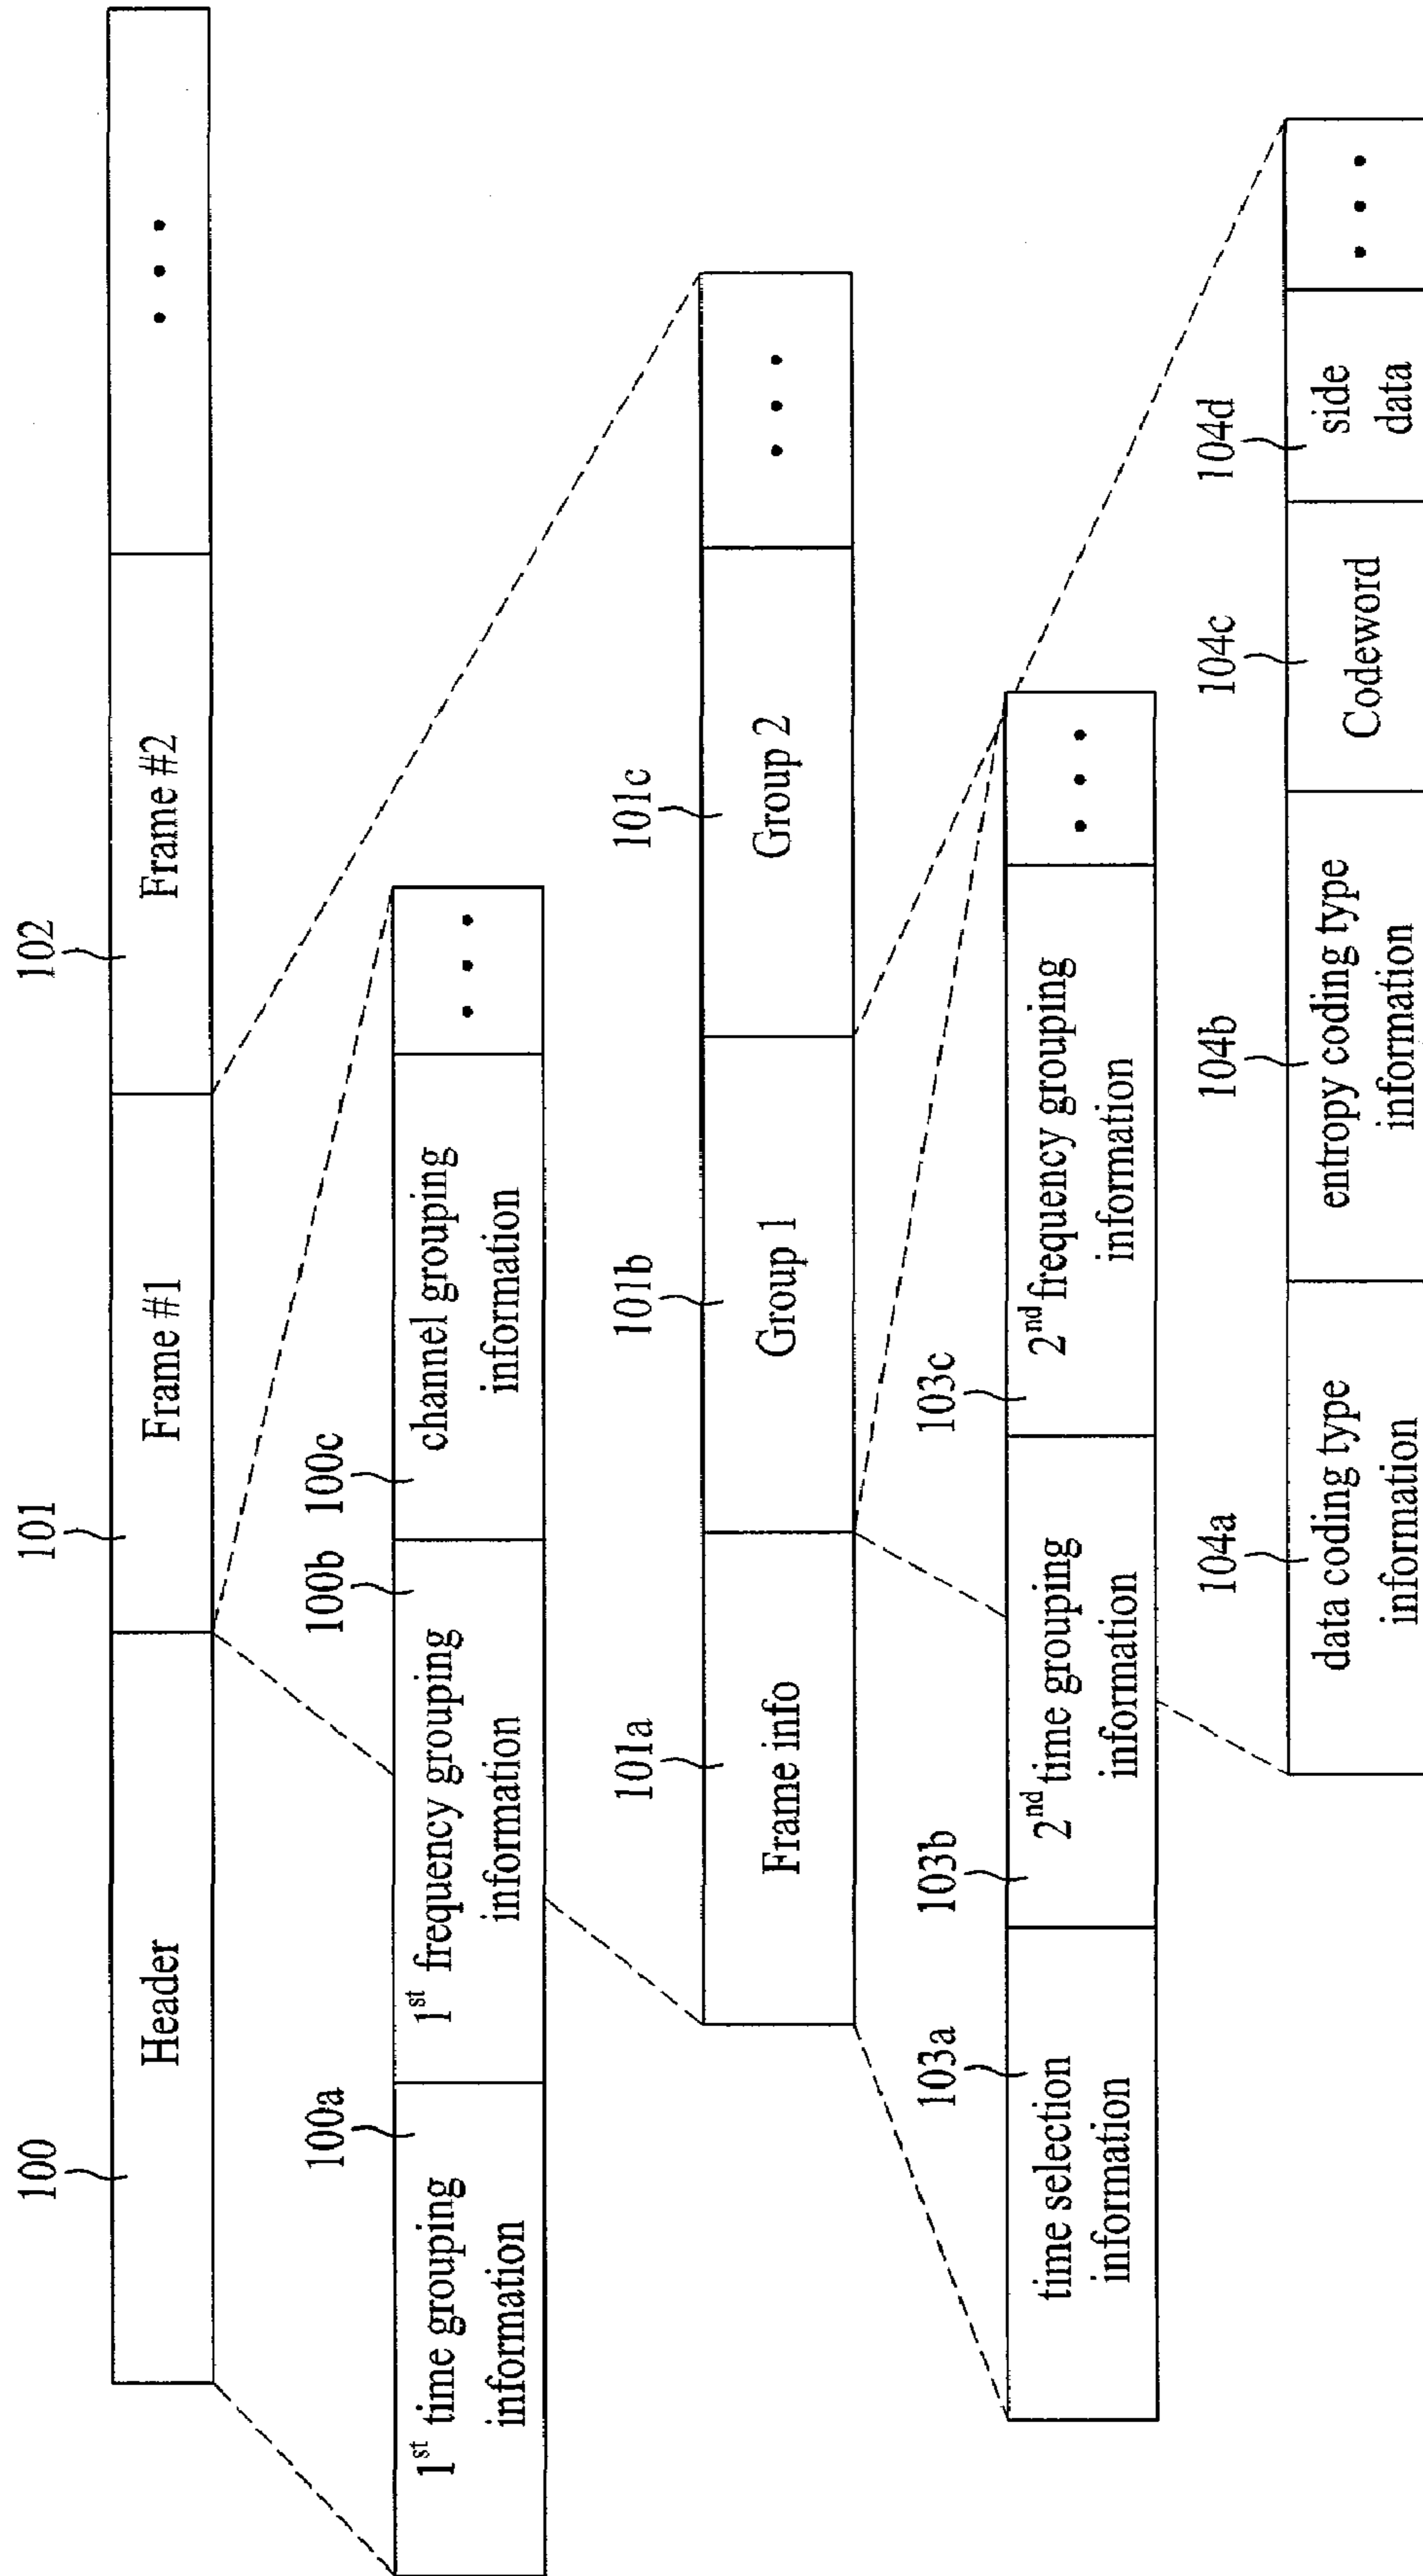 100
101
102
Header
Frame #1
Frame #2
• • •
100a
100b
100c
1st time grouping
information
1st frequency grouping
information
channel grouping
information
• • •
101a
101b
101c
Frame info
Group 1
Group 2
• • •
103a
103b
103c
time selection
information
2nd time grouping
information
2nd frequency grouping
information
• • •
104a
104b
104c
104d
data coding type
information
entropy coding type
information
Codeword
side
data
• • •